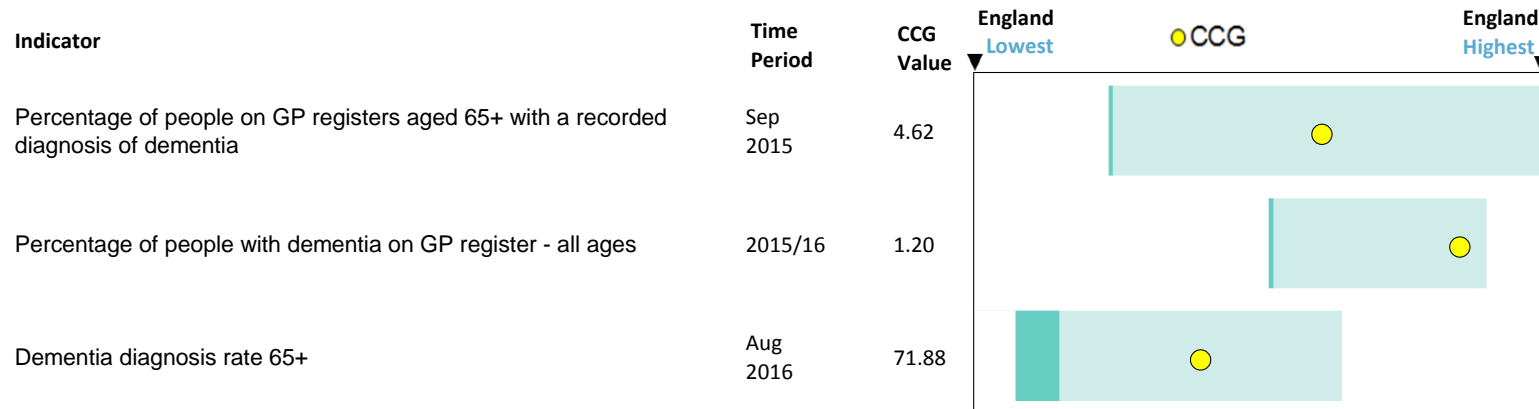 Indicator
Time
Period
CCG
Value
England
Lowest
CCG
England
Highest
Percentage of people on GP registers aged 65+ with a recorded
diagnosis of dementia
Sep
2015
4.62
Percentage of people with dementia on GP register - all ages
2015/16
1.20
Dementia diagnosis rate 65+
Aug
2016
71.88